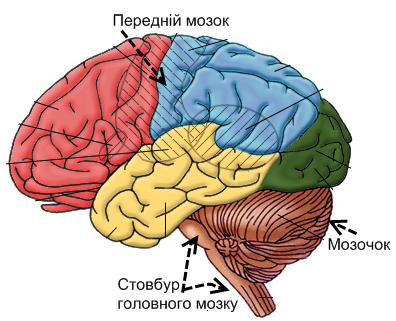 Передній мозок
Мозочок
Стовбур
головного мозку